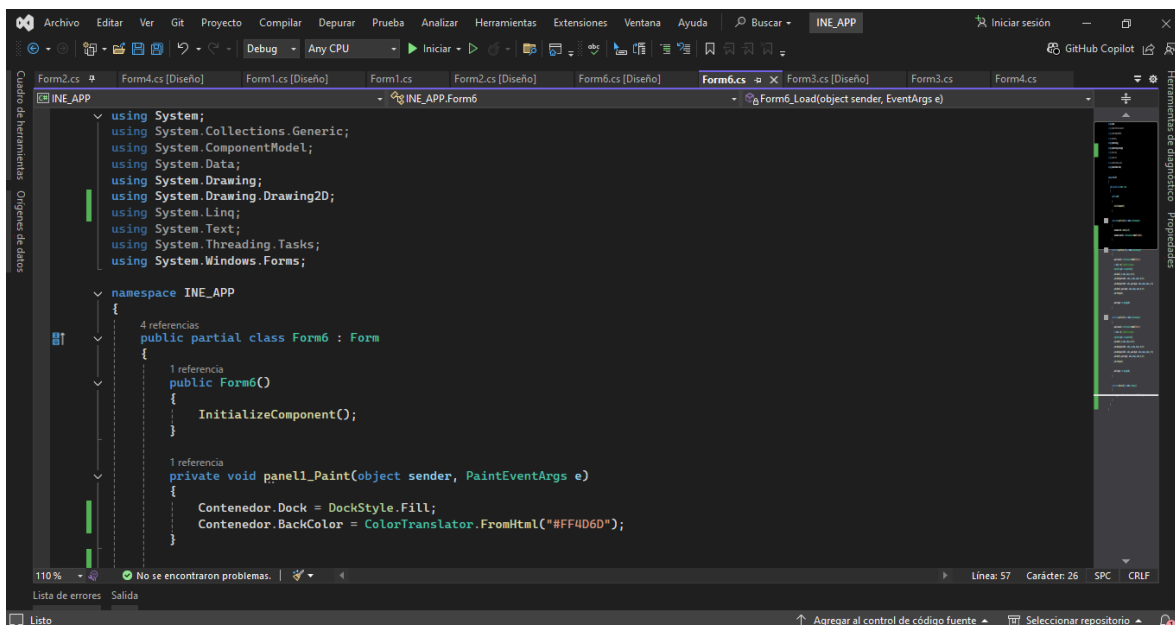 Archivo Editar Ver Git Proyecto Compilar Depurar Prueba Analizar Herramientas Extensiones Ventana Ayuda Buscar INE_APP Iniciar sesión
Debug Any CPU Iniciar GitHub Copilot
Form2.cs Form4.cs [Diseño] Form1.cs [Diseño] Form1.cs Form2.cs [Diseño] Form6.cs [Diseño] Form6.cs Form3.cs [Diseño] Form3.cs Form4.cs
C# INE_APP INE_APP.Form6 Form6_Load(object sender, EventArgs e)
Cuadro de herramientas
Orígenes de datos
using System;
using System.Collections.Generic;
using System.ComponentModel;
using System.Data;
using System.Drawing;
using System.Drawing.Drawing2D;
using System.Linq;
using System.Text;
using System.Threading.Tasks;
using System.Windows.Forms;
namespace INE_APP
{
4 referencias
public partial class Form6 : Form
{
1 referencia
public Form6()
{
InitializeComponent();
}
1 referencia
private void panel1_Paint(object sender, PaintEventArgs e)
{
Contenedor.Dock = DockStyle.Fill;
Contenedor.BackColor = ColorTranslator.FromHtml("#FF4D6D");
}
Herramientas de diagnóstico
Propiedades
110 % No se encontraron problemas. Línea: 57 Carácter: 26 SPC CRLF
Lista de errores Salida
Listo Agregar al control de código fuente Seleccionar repositorio